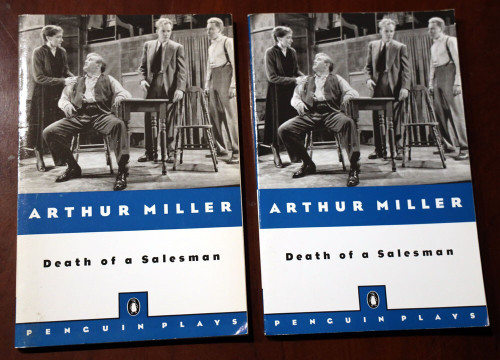 ARTHUR MILLER
Death of a Salesman
PENGUIN PLAYS
ARTHUR MILLER
Death of a Salesman
PENGUIN PLAYS